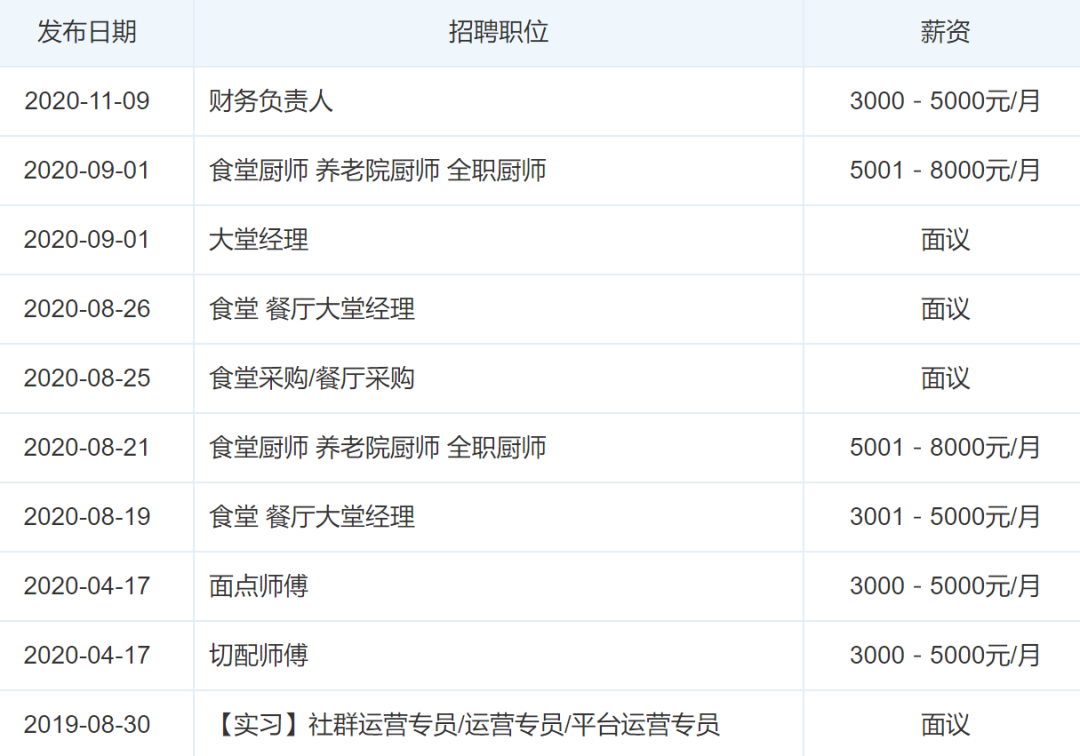 发布日期 招聘职位 薪资
2020-11-09 财务负责人 3000 - 5000元/月
2020-09-01 食堂厨师 养老院厨师 全职厨师 5001 - 8000元/月
2020-09-01 大堂经理 面议
2020-08-26 食堂 餐厅大堂经理 面议
2020-08-25 食堂采购/餐厅采购 面议
2020-08-21 食堂厨师 养老院厨师 全职厨师 5001 - 8000元/月
2020-08-19 食堂 餐厅大堂经理 3001 - 5000元/月
2020-04-17 面点师傅 3000 - 5000元/月
2020-04-17 切配师傅 3000 - 5000元/月
2019-08-30 【实习】社群运营专员/运营专员/平台运营专员 面议